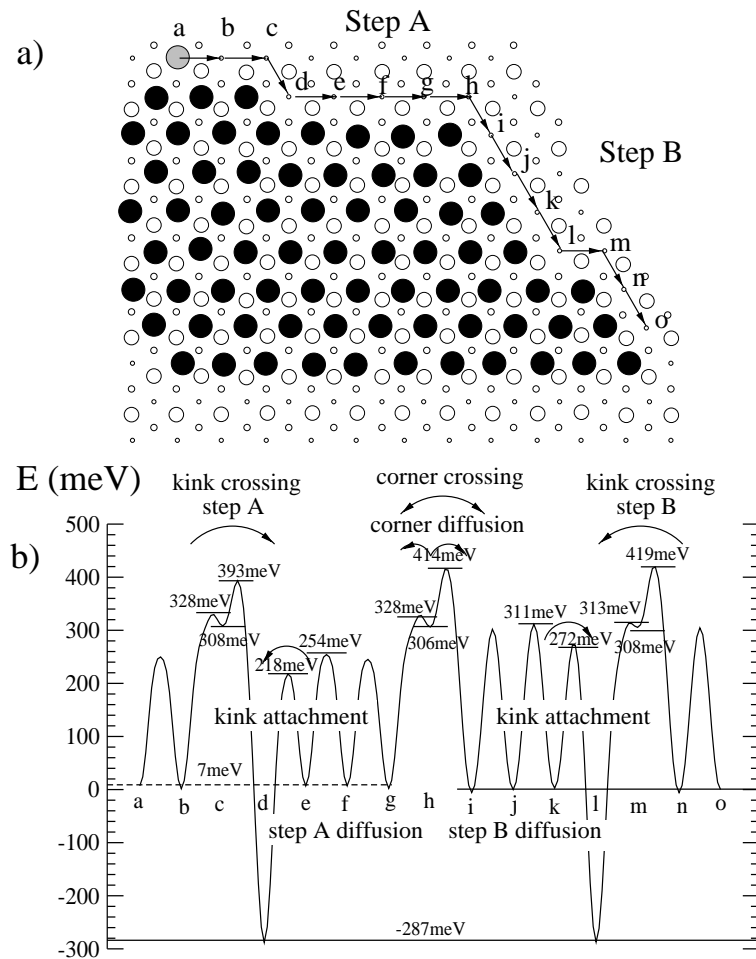 a b c Step A
a)
d e f g h
i
Step B
j
k
l m
n
o
E (meV)
kink crossing
step A
corner crossing
corner diffusion
kink crossing
step B
b)
500
400
300
200
100
0
-100
-200
-300
393meV
328meV
308meV
218meV
254meV
414meV
328meV
306meV
311meV
272meV
313meV
419meV
308meV
kink attachment
kink attachment
7meV
a b c d e f g h i j k l m n o
step A diffusion
step B diffusion
-287meV